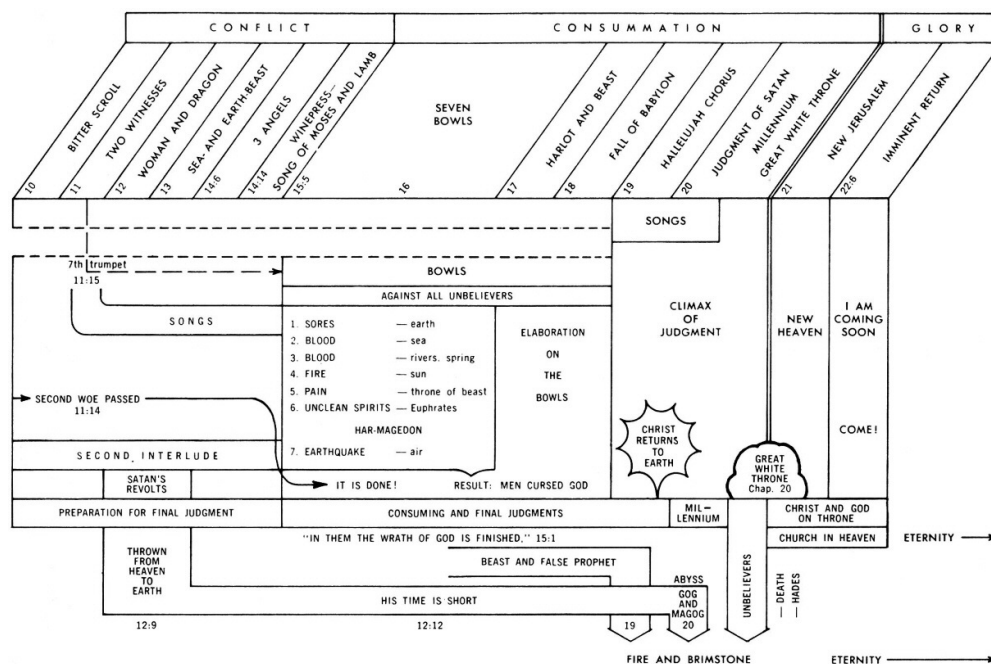 CONFLICT
CONSUMMATION
GLORY
BITTER SCROLL
TWO WITNESSES
WOMAN AND DRAGON
SEA- AND EARTH-BEAST
3 ANGELS
WINEPRESS—
SONG OF MOSES AND LAMB
SEVEN
BOWLS
HARLOT AND BEAST
FALL OF BABYLON
HALLELUJAH CHORUS
JUDGMENT OF SATAN
MILLENNIUM
GREAT WHITE THRONE
NEW JERUSALEM
IMMINENT RETURN
10
11
12
13
14:6
14:14
15:5
16
17
18
19
20
21
22:6
SONGS
7th trumpet
11:15
BOWLS
AGAINST ALL UNBELIEVERS
SONGS
1. SORES — earth
2. BLOOD — sea
3. BLOOD — rivers. spring
4. FIRE — sun
5. PAIN — throne of beast
6. UNCLEAN SPIRITS — Euphrates
HAR-MAGEDON
7. EARTHQUAKE — air
ELABORATION
ON
THE
BOWLS
CLIMAX
OF
JUDGMENT
NEW
HEAVEN
I AM
COMING
SOON
COME!
SECOND WOE PASSED
11:14
CHRIST
RETURNS
TO
EARTH
GREAT
WHITE
THRONE
Chap. 20
SECOND INTERLUDE
SATAN'S
REVOLTS
IT IS DONE!
RESULT: MEN CURSED GOD
PREPARATION FOR FINAL JUDGMENT
CONSUMING AND FINAL JUDGMENTS
MIL–
LENNIUM
CHRIST AND GOD
ON THRONE
"IN THEM THE WRATH OF GOD IS FINISHED," 15:1
CHURCH IN HEAVEN
ETERNITY
THROWN
FROM
HEAVEN
TO
EARTH
BEAST AND FALSE PROPHET
HIS TIME IS SHORT
ABYSS
GOG
AND
MAGOG
20
UNBELIEVERS
— DEATH
— HADES
12:9
12:12
19
FIRE AND BRIMSTONE
ETERNITY